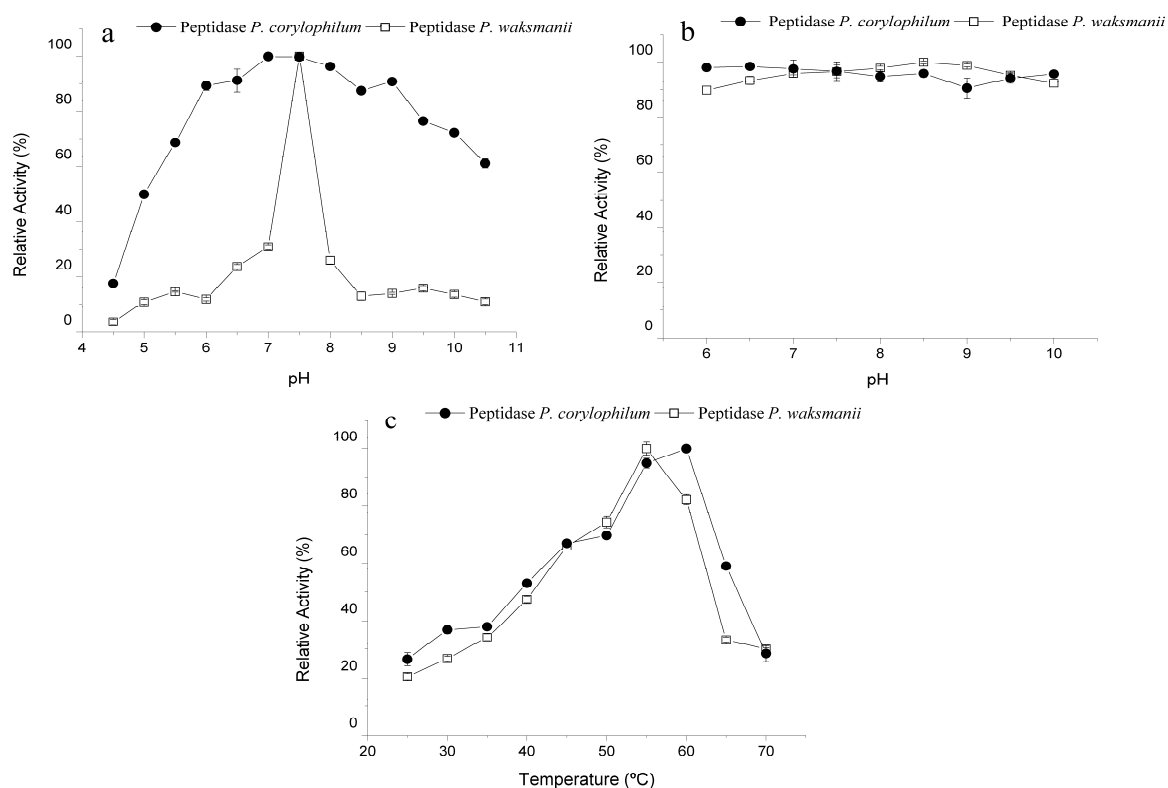 a
Peptidase P. corylophilum
Peptidase P. waksmanii
100
80
60
40
20
0
Relative Activity (%)
4 5 6 7 8 9 10 11
pH
b
Peptidase P. corylophilum
Peptidase P. waksmanii
100
80
60
40
20
0
Relative Activity (%)
6 7 8 9 10
pH
c
Peptidase P. corylophilum
Peptidase P. waksmanii
100
80
60
40
20
0
Relative Activity (%)
20 30 40 50 60 70
Temperature (ºC)